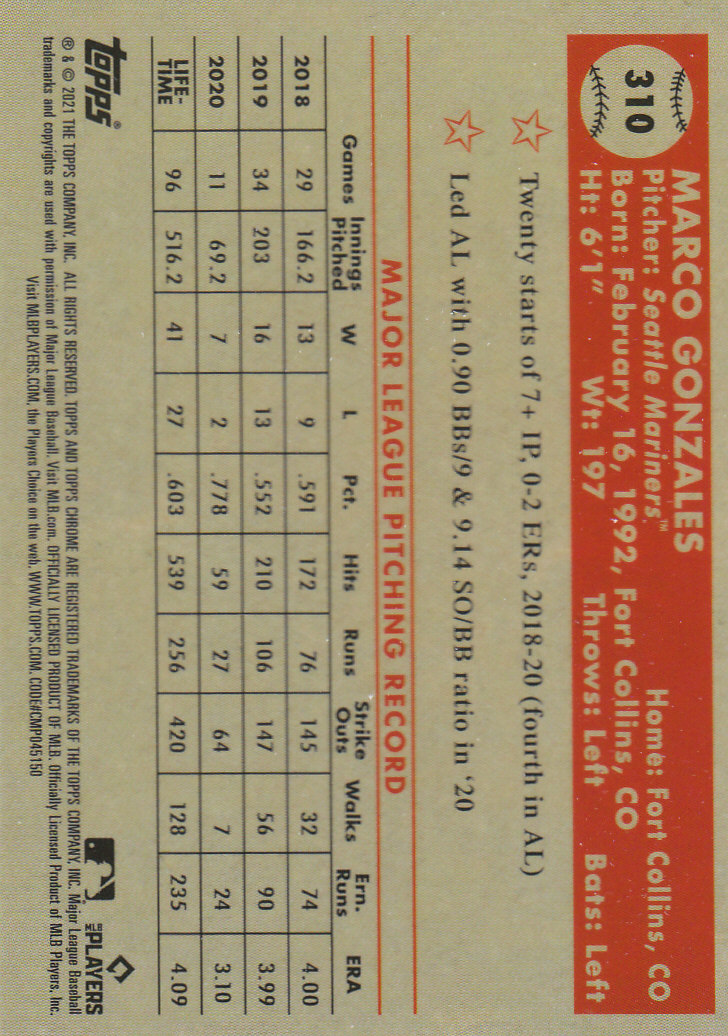 310
MARCO GONZALES
Pitcher: Seattle Mariners™ Home: Fort Collins, CO
Born: February 16, 1992, Fort Collins, CO
Ht: 6'1" Wt: 197 Throws: Left Bats: Left
Twenty starts of 7+ IP, 0-2 ERs, 2018-20 (fourth in AL)
Led AL with 0.90 BBs/9 & 9.14 SO/BB ratio in '20
MAJOR LEAGUE PITCHING RECORD
Games Innings Pitched W L Pct. Hits Runs Strike Outs Walks Ern. Runs ERA
2018 29 166.2 13 9 .591 172 76 145 32 74 4.00
2019 34 203 16 13 .552 210 106 147 56 90 3.99
2020 11 69.2 7 2 .778 59 27 64 7 24 3.10
LIFE-TIME 96 516.2 41 27 .603 539 256 420 128 235 4.09
topps®
MLB PLAYERS
® & © 2021 THE TOPPS COMPANY, INC. ALL RIGHTS RESERVED. TOPPS AND TOPPS CHROME ARE REGISTERED TRADEMARKS OF THE TOPPS COMPANY, INC. Major League Baseball
trademarks and copyrights are used with permission of Major League Baseball. Visit MLB.com. OFFICIALLY LICENSED PRODUCT OF MLB. Officially Licensed Product of MLB Players, Inc.
Visit MLBPLAYERS.COM, the Players Choice on the web. WWW.TOPPS.COM. CODE#CMP045150